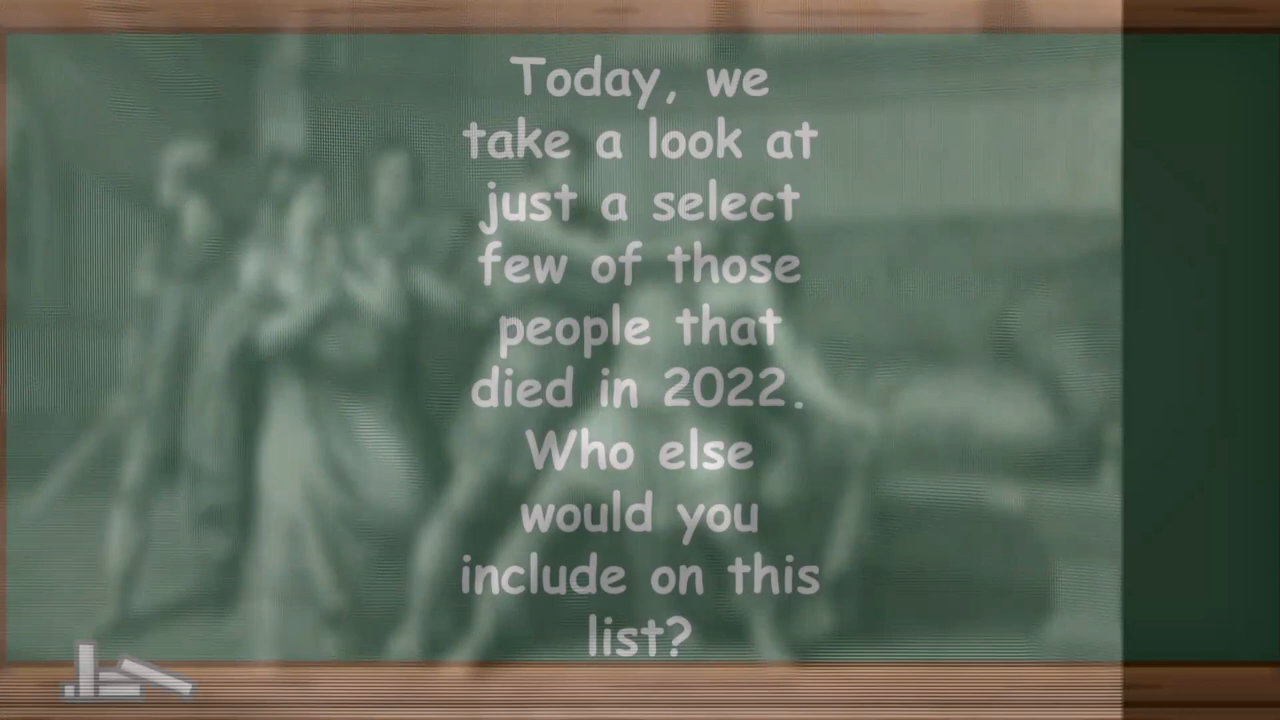 Today, we
take a look at
just a select
few of those
people that
died in 2022.
Who else
would you
include on this
list?